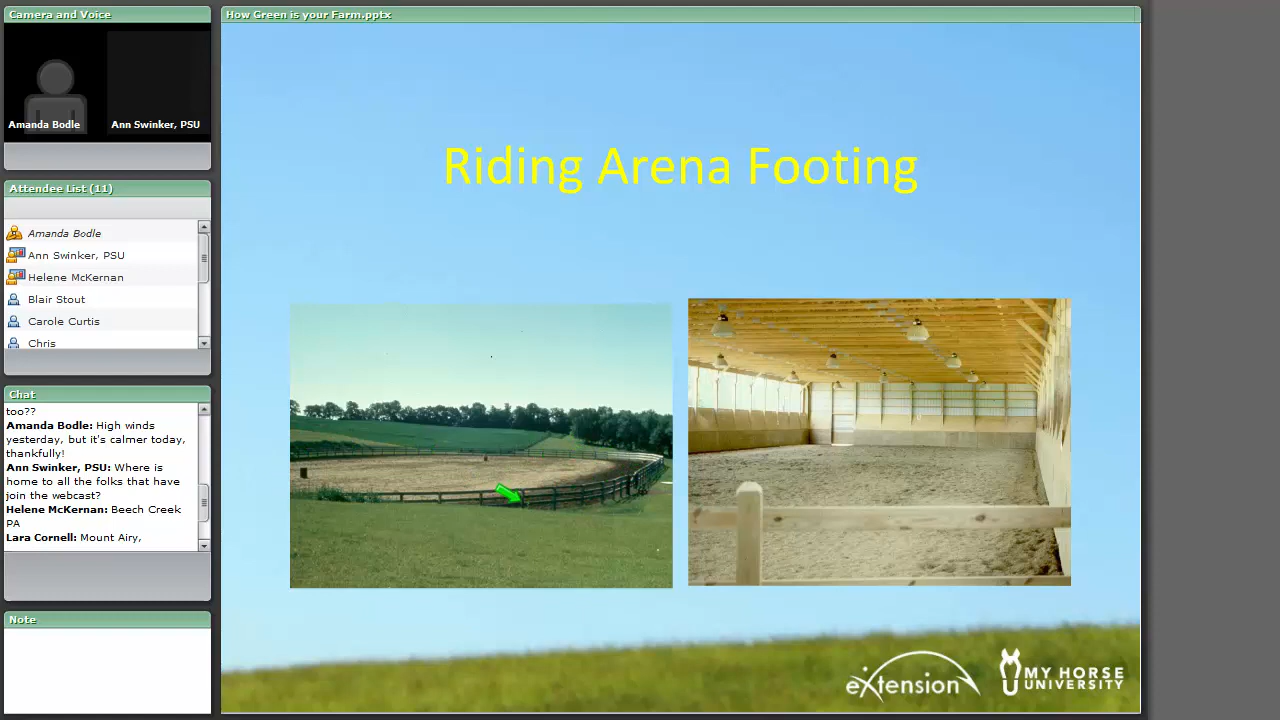 Camera and Voice
Amanda Bodle
Ann Swinker, PSU
Attendee List (11)
Amanda Bodle
Ann Swinker, PSU
Helene McKernan
Blair Stout
Carole Curtis
Chris
Chat
too??
Amanda Bodle: High winds
yesterday, but it's calmer today,
thankfully!
Ann Swinker, PSU: Where is
home to all the folks that have
join the webcast?
Helene McKernan: Beech Creek
PA
Lara Cornell: Mount Airy,
Note
How Green is your Farm.pptx
Riding Arena Footing
eXtension
MY HORSE
UNIVERSITY